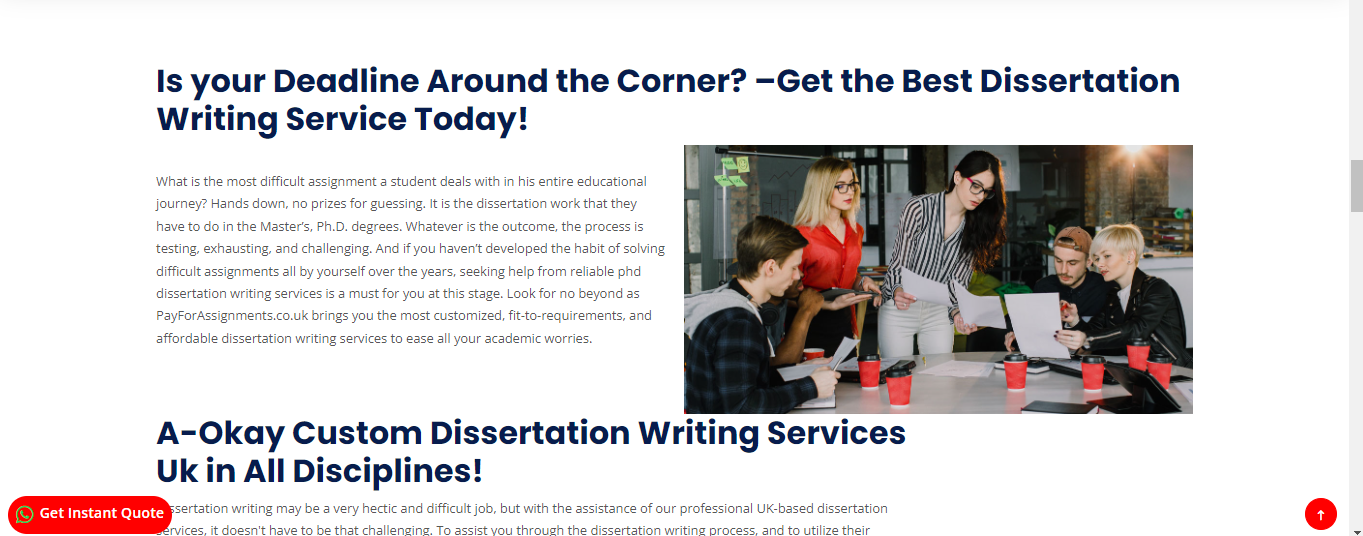 Is your Deadline Around the Corner? –Get the Best Dissertation
Writing Service Today!
What is the most difficult assignment a student deals with in his entire educational
journey? Hands down, no prizes for guessing. It is the dissertation work that they
have to do in the Master’s, Ph.D. degrees. Whatever is the outcome, the process is
testing, exhausting, and challenging. And if you haven’t developed the habit of solving
difficult assignments all by yourself over the years, seeking help from reliable phd
dissertation writing services is a must for you at this stage. Look for no beyond as
PayForAssignments.co.uk brings you the most customized, fit-to-requirements, and
affordable dissertation writing services to ease all your academic worries.
A-Okay Custom Dissertation Writing Services
Uk in All Disciplines!
writing may be a very hectic and difficult job, but with the assistance of our professional UK-based dissertation
it doesn't have to be that challenging. To assist you through the dissertation writing process, and to utilize their
Get Instant Quote